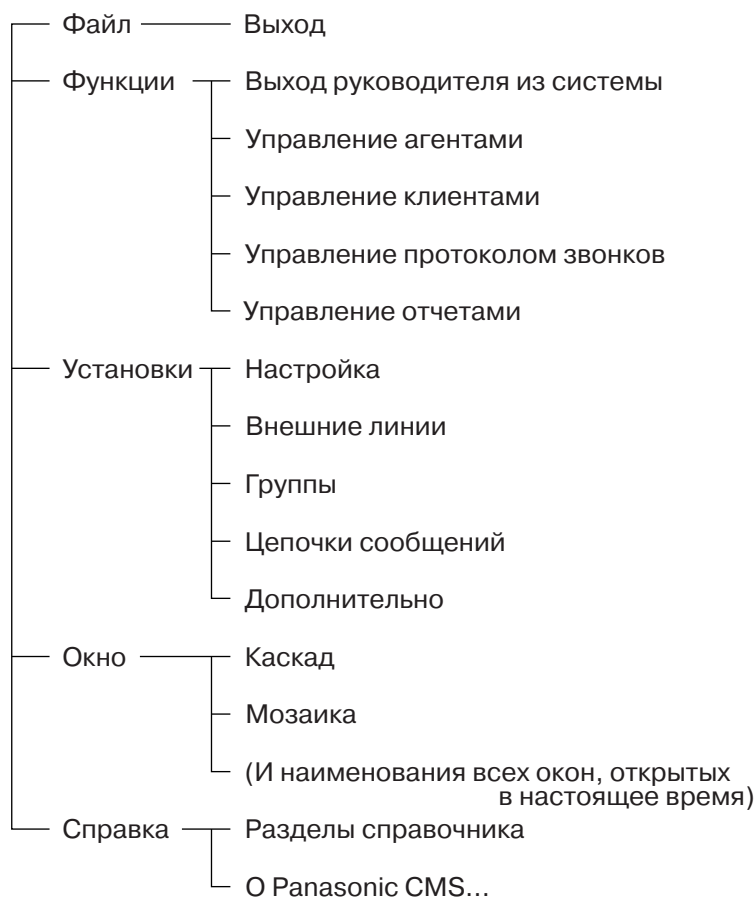 Файл Выход
Функции Выход руководителя из системы
Управление агентами
Управление клиентами
Управление протоколом звонков
Управление отчетами
Установки Настройка
Внешние линии
Группы
Цепочки сообщений
Дополнительно
Окно Каскад
Мозаика
(И наименования всех окон, открытых
в настоящее время)
Справка Разделы справочника
О Panasonic CMS...